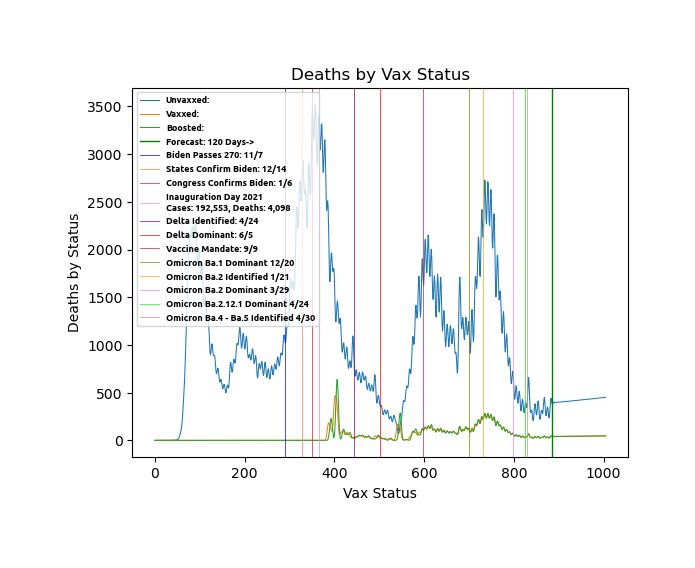 Deaths by Vax Status
3500
3000
2500
2000
1500
1000
500
0
Deaths by Status
Unvaxxed:
Vaxxed:
Boosted:
Forecast: 120 Days->
Biden Passes 270: 11/7
States Confirm Biden: 12/14
Congress Confirms Biden: 1/6
Inauguration Day 2021
Cases: 192,553, Deaths: 4,098
Delta Identified: 4/24
Delta Dominant: 6/5
Vaccine Mandate: 9/9
Omicron Ba.1 Dominant 12/20
Omicron Ba.2 Identified 1/21
Omicron Ba.2 Dominant 3/29
Omicron Ba.2.12.1 Dominant 4/24
Omicron Ba.4 - Ba.5 Identified 4/30
0 200 400 600 800 1000
Vax Status